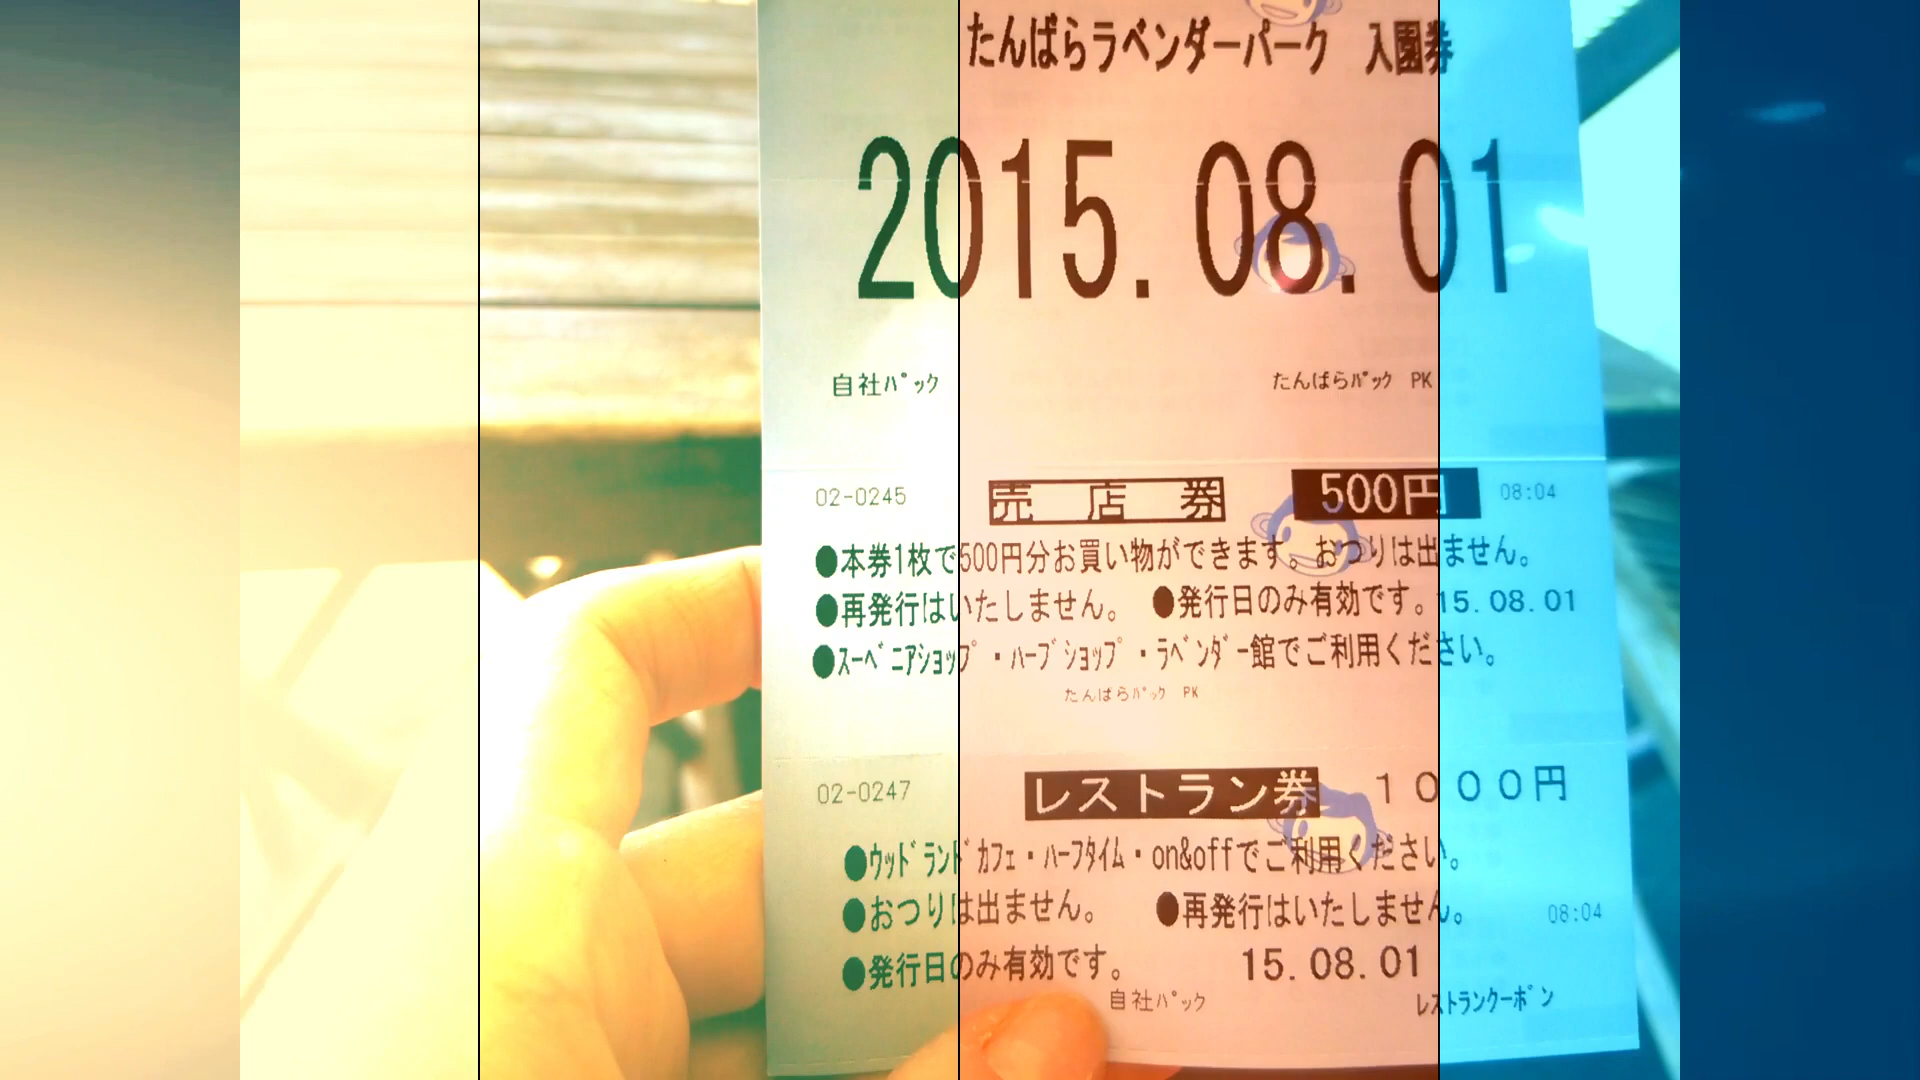 たんばらラベンダーパーク 入園券
2015.08.01
自社パック たんばらパック PK
売店券 500円 08:04
02-0245
●本券1枚で500円分お買い物ができます。おつりは出ません。
●再発行はいたしません。 ●発行日のみ有効です。15.08.01
●スーベニアショップ・ハーブショップ・ラベンダー館でご利用ください。
たんばらパック PK
レストラン券 1000円
02-0247
●ウッドランドカフェ・ハーフタイム・on&offでご利用ください。
●おつりは出ません。 ●再発行はいたしません。 08:04
●発行日のみ有効です。 15.08.01
自社パック レストランクーポン